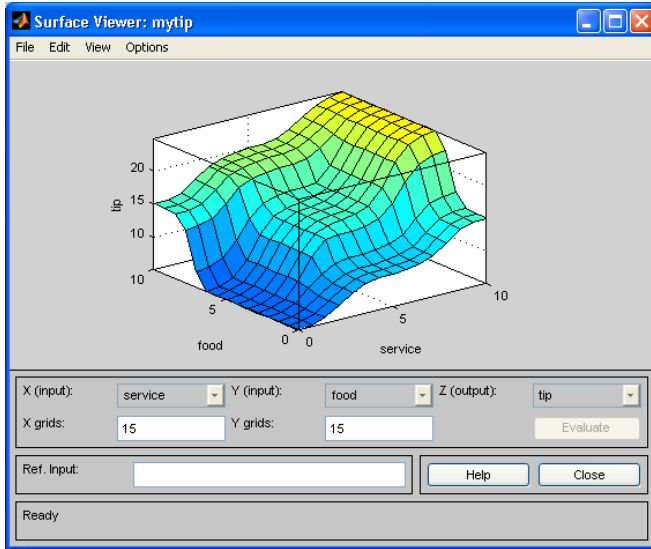 Surface Viewer: mytip
File Edit View Options
20
15
10
tip
10
5
0
food
0
5
10
service
X (input): service Y (input): food Z (output): tip
X grids: 15 Y grids: 15 Evaluate
Ref. Input: Help Close
Ready